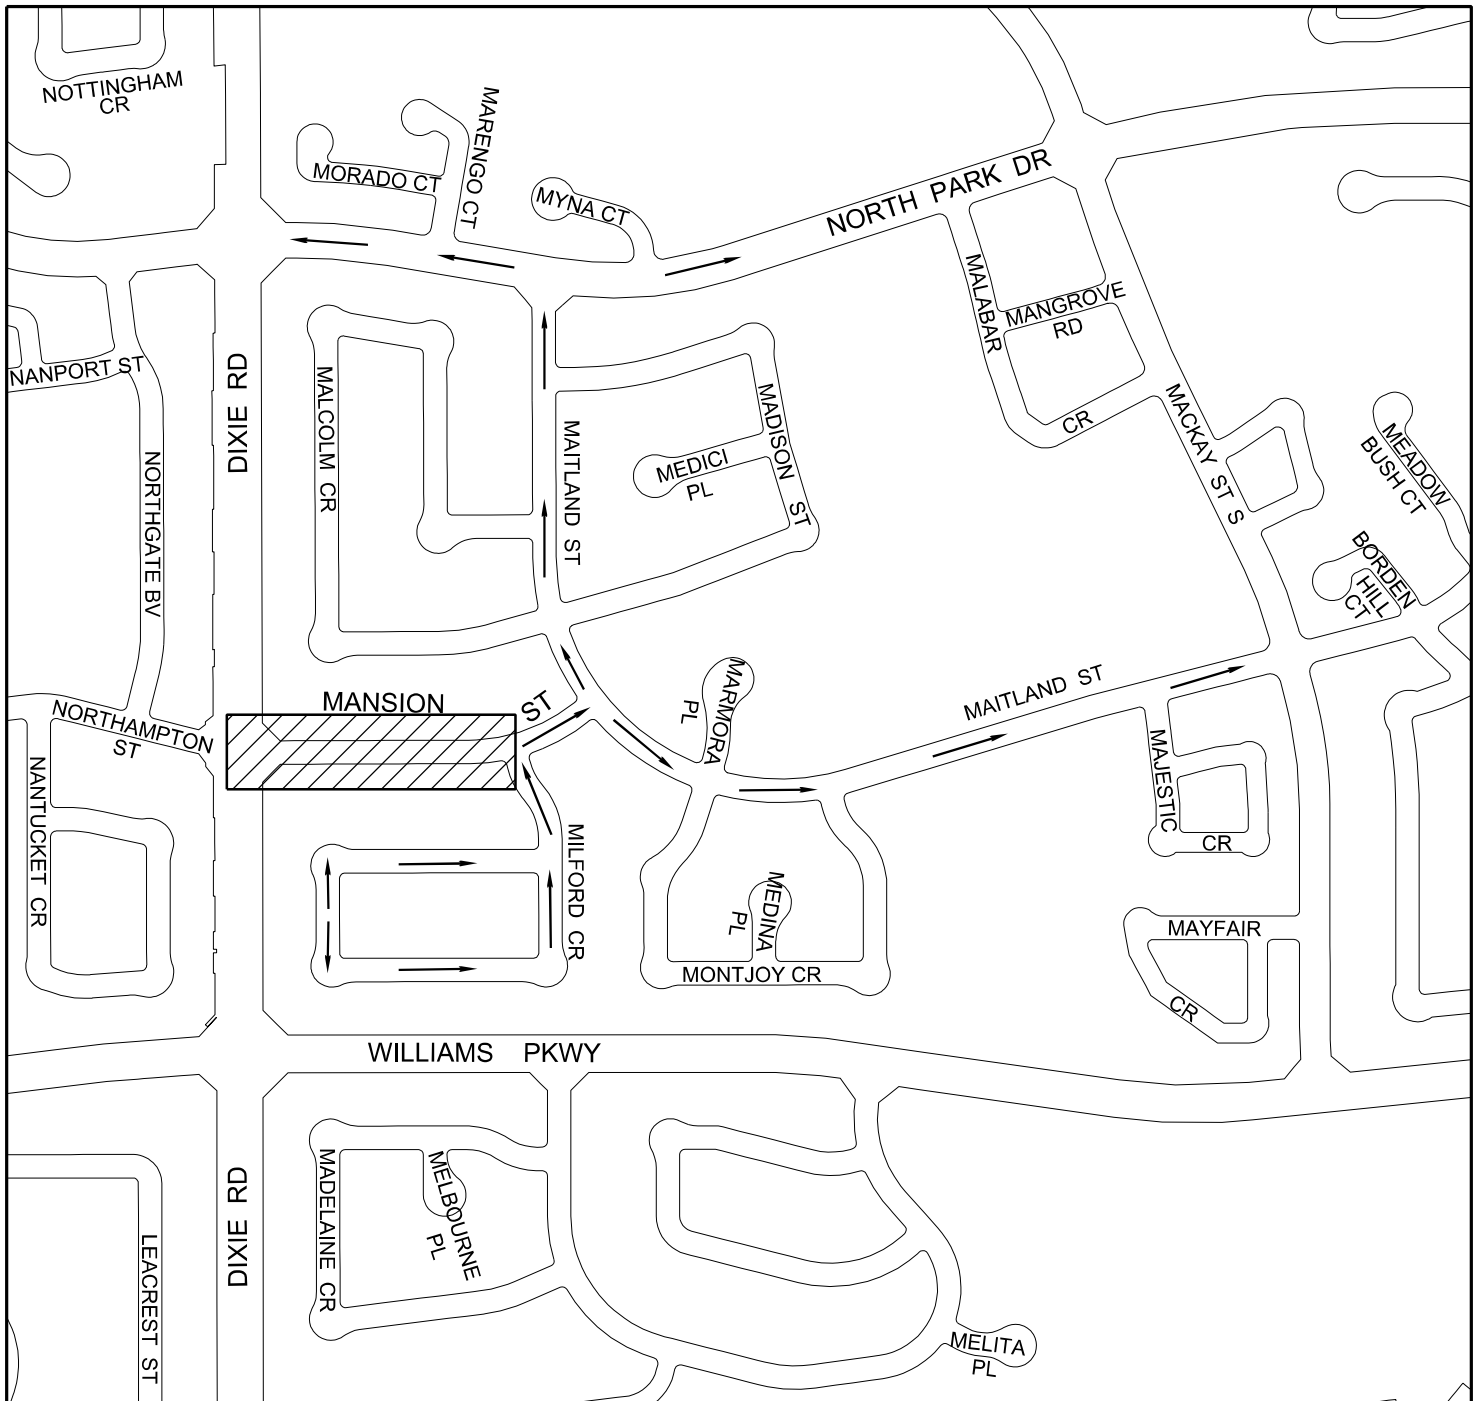 NOTTINGHAM
CR
MARENGO CT
MORADO CT
MYNA CT
NORTH PARK DR
MALABAR
CR
MANGROVE
RD
NANPORT ST
DIXIE RD
MALCOLM CR
MAITLAND ST
MADISON ST
MEDICI
PL
MACKAY ST S
MEADOW
BUSH CT
BORDEN
HILL
CT
NORTHGATE BV
NORTHAMPTON
ST
MANSION ST
MARMORA
PL
MAITLAND ST
MAJESTIC
CR
NANTUCKET CR
MILFORD CR
MEDINA
PL
MONTJOY CR
MAYFAIR
CR
WILLIAMS PKWY
DIXIE RD
MADELAINE CR
MELBOURNE
PL
LEACREST ST
MELITA
PL